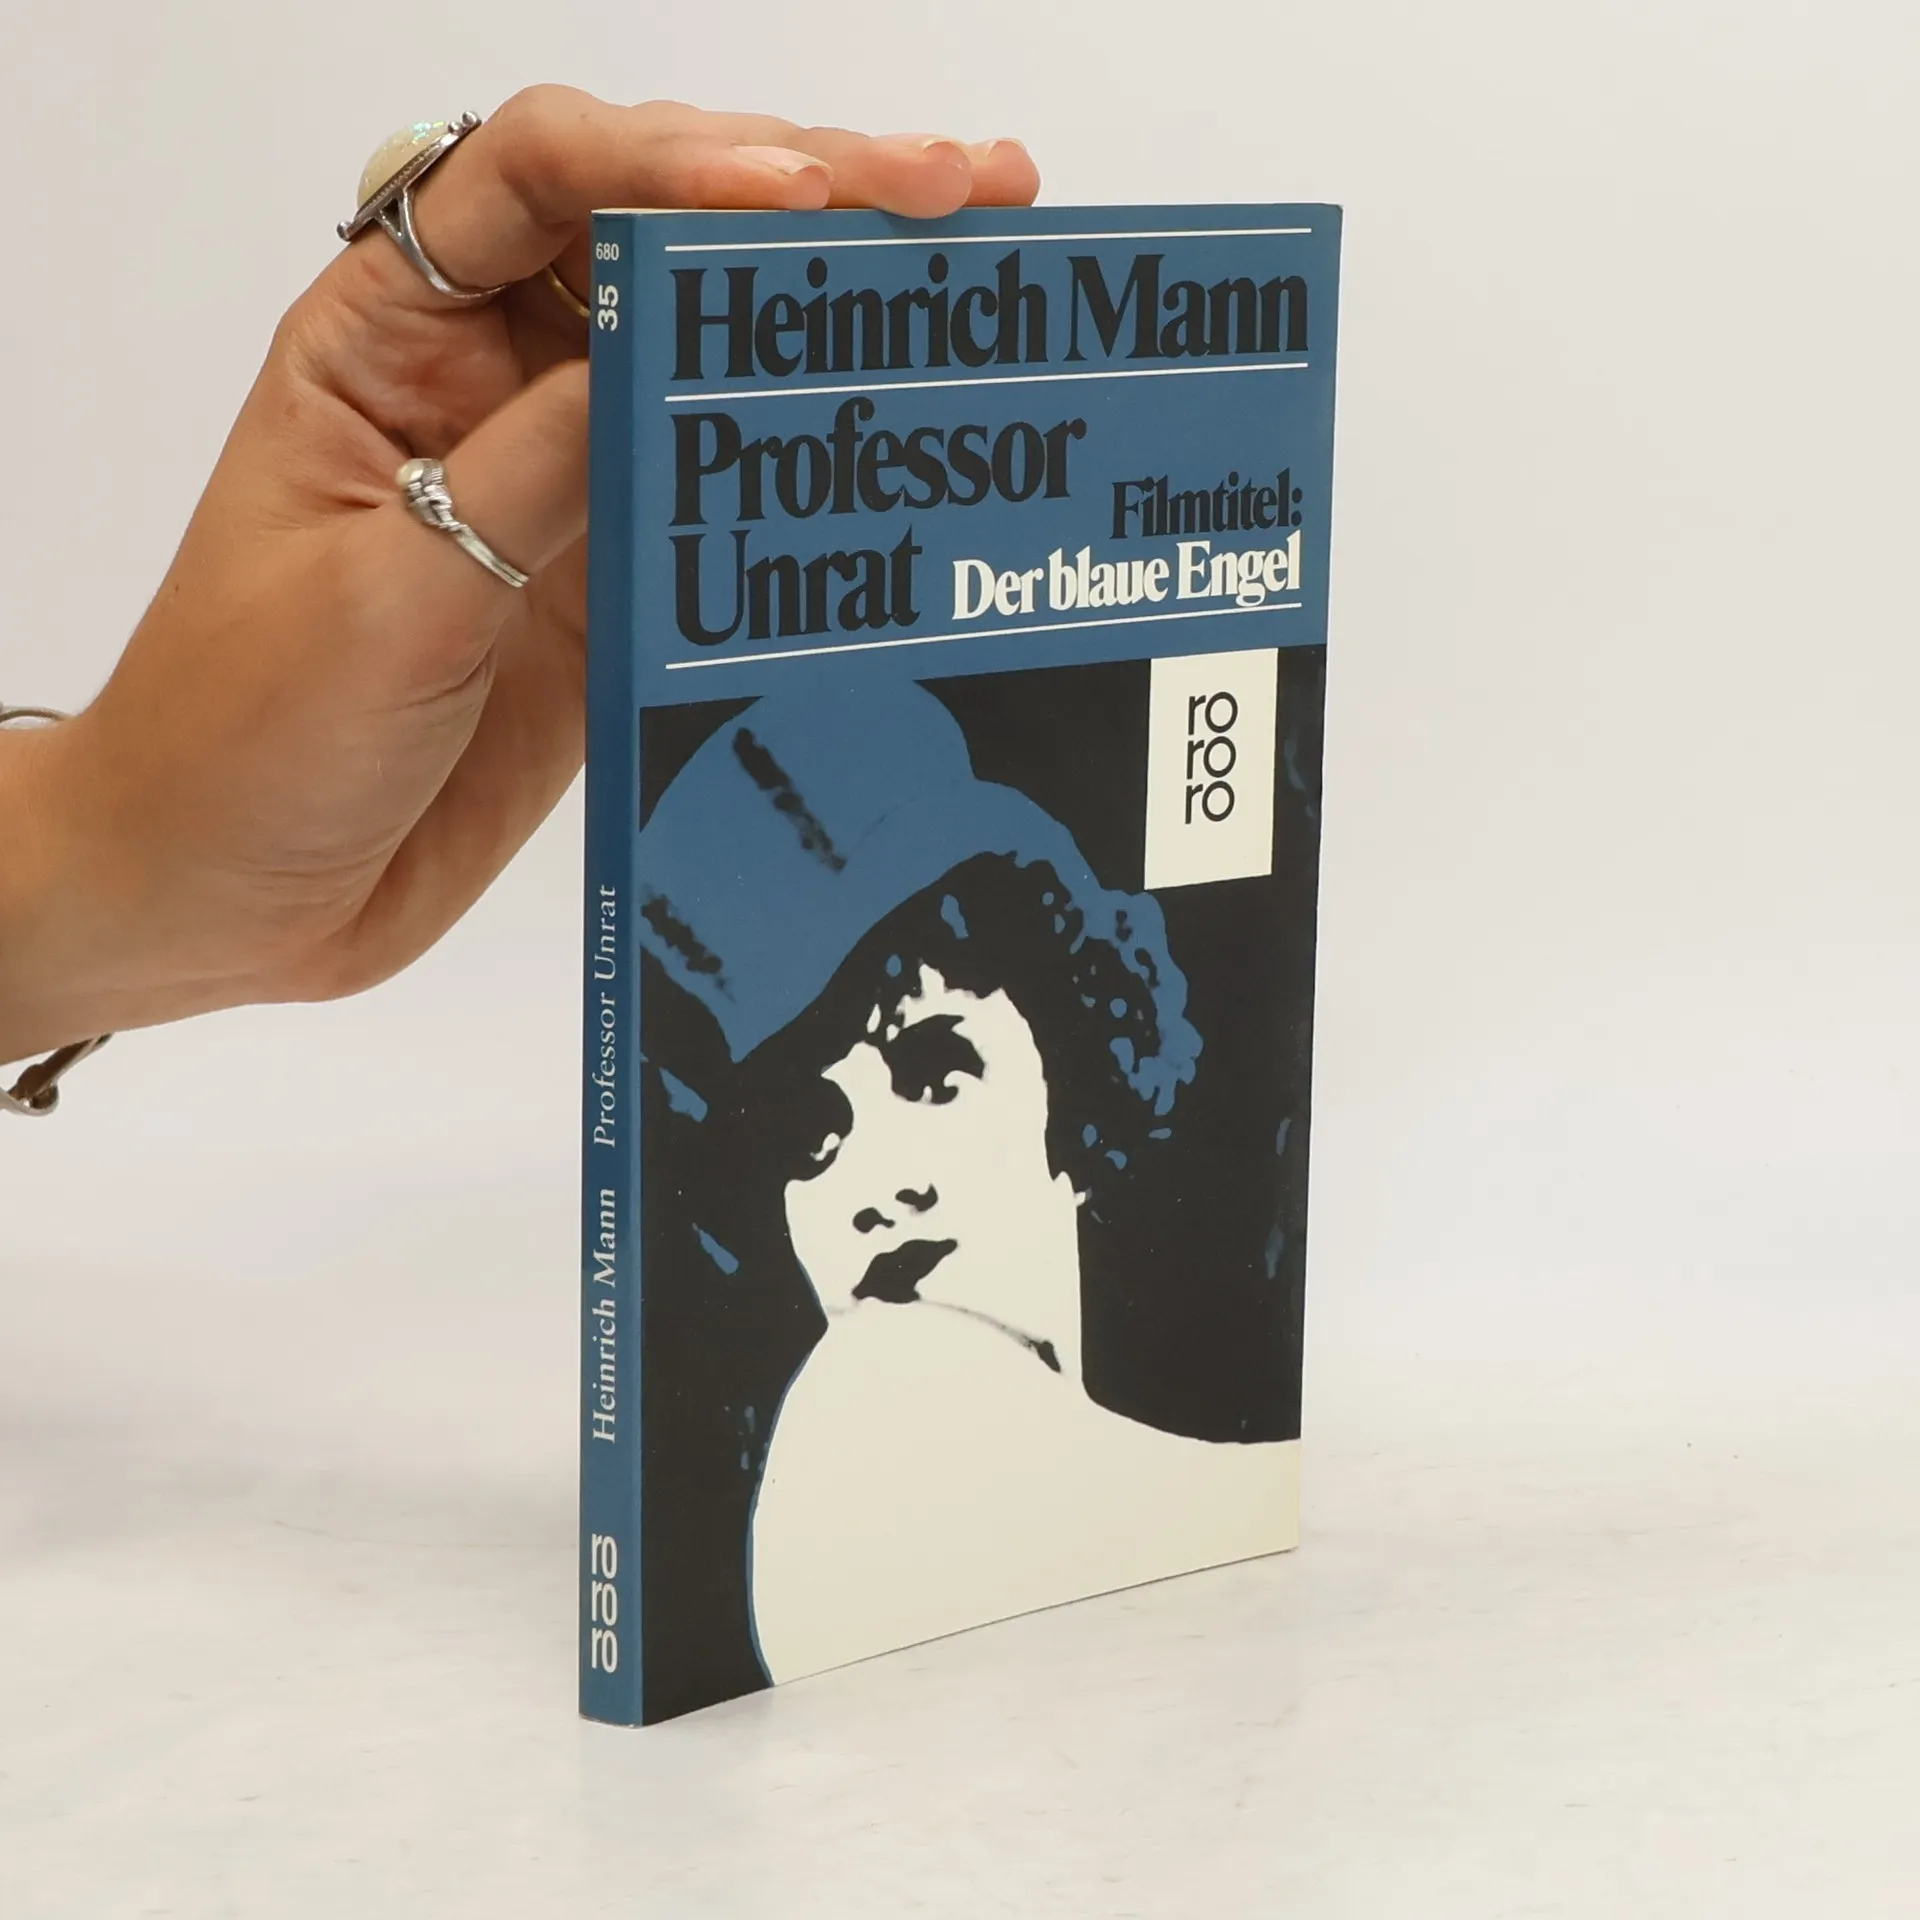 Heinrich Mann
Professor
Unrat
Filmtitel:
Der blaue Engel
ro
ro
ro
680
35
Heinrich Mann Professor Unrat
ro
ro
ro